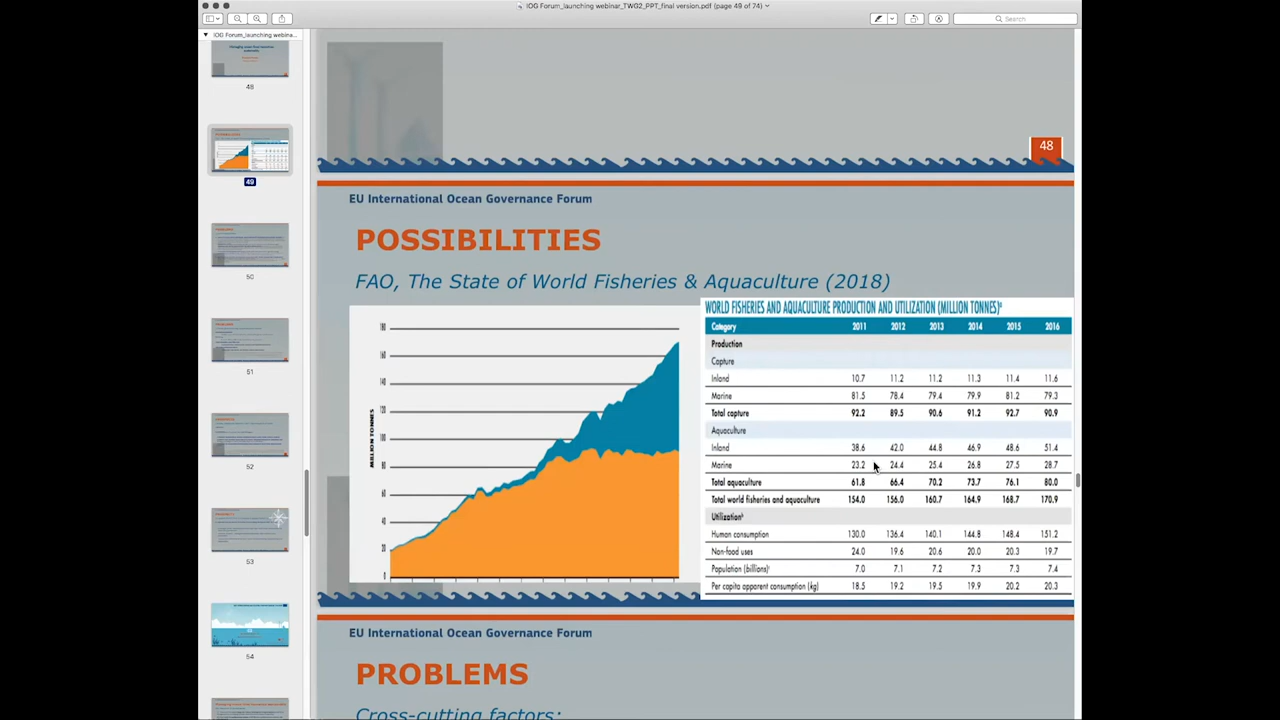 IOG Forum_launching webinar_TWG2_PPT_final version.pdf (page 49 of 74)
Search
IOG Forum_launching webina...
48
49
50
51
52
53
54
48
EU International Ocean Governance Forum
POSSIBILITIES
FAO, The State of World Fisheries & Aquaculture (2018)
MILLION TONNES
180
160
140
120
100
80
60
40
20
0
WORLD FISHERIES AND AQUACULTURE PRODUCTION AND UTILIZATION (MILLION TONNES)ᵃ
Category 2011 2012 2013 2014 2015 2016
Production
Capture
Inland 10.7 11.2 11.2 11.3 11.4 11.6
Marine 81.5 78.4 79.4 79.9 81.2 79.3
Total capture 92.2 89.5 90.6 91.2 92.7 90.9
Aquaculture
Inland 38.6 42.0 44.8 46.9 48.6 51.4
Marine 23.2 24.4 25.4 26.8 27.5 28.7
Total aquaculture 61.8 66.4 70.2 73.7 76.1 80.0
Total world fisheries and aquaculture 154.0 156.0 160.7 164.9 168.7 170.9
Utilizationᵇ
Human consumption 130.0 136.4 140.1 144.8 148.4 151.2
Non-food uses 24.0 19.6 20.6 20.0 20.3 19.7
Population (billions)ᶜ 7.0 7.1 7.2 7.3 7.3 7.4
Per capita apparent consumption (kg) 18.5 19.2 19.5 19.9 20.2 20.3
EU International Ocean Governance Forum
PROBLEMS
Cross-cutting factors: